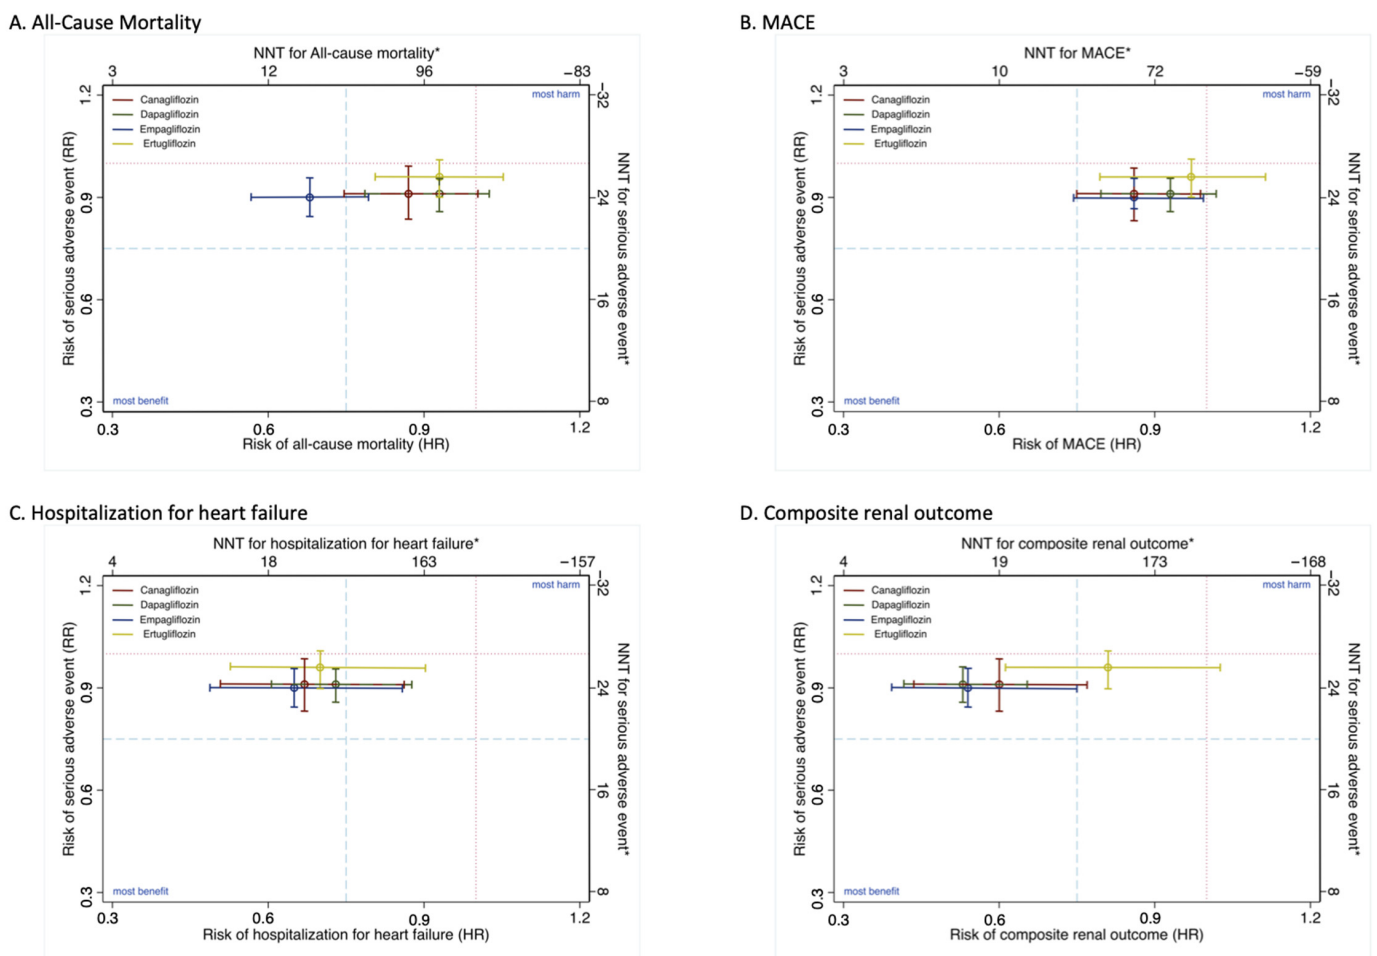 A. All-Cause Mortality
NNT for All-cause mortality*
3 12 96 −83
Canagliflozin
Dapagliflozin
Empagliflozin
Ertugliflozin
most harm
most benefit
Risk of serious adverse event (RR)
1.2
0.9
0.6
0.3
NNT for serious adverse event*
−32
24
16
8
0.3 0.6 0.9 1.2
Risk of all-cause mortality (HR)
B. MACE
NNT for MACE*
3 10 72 −59
Canagliflozin
Dapagliflozin
Empagliflozin
Ertugliflozin
most harm
most benefit
Risk of serious adverse event (RR)
1.2
0.9
0.6
0.3
NNT for serious adverse event*
−32
24
16
8
0.3 0.6 0.9 1.2
Risk of MACE (HR)
C. Hospitalization for heart failure
NNT for hospitalization for heart failure*
4 18 163 −157
Canagliflozin
Dapagliflozin
Empagliflozin
Ertugliflozin
most harm
most benefit
Risk of serious adverse event (RR)
1.2
0.9
0.6
0.3
NNT for serious adverse event*
−32
24
16
8
0.3 0.6 0.9 1.2
Risk of hospitalization for heart failure (HR)
D. Composite renal outcome
NNT for composite renal outcome*
4 19 173 −168
Canagliflozin
Dapagliflozin
Empagliflozin
Ertugliflozin
most harm
most benefit
Risk of serious adverse event (RR)
1.2
0.9
0.6
0.3
NNT for serious adverse event*
−32
24
16
8
0.3 0.6 0.9 1.2
Risk of composite renal outcome (HR)